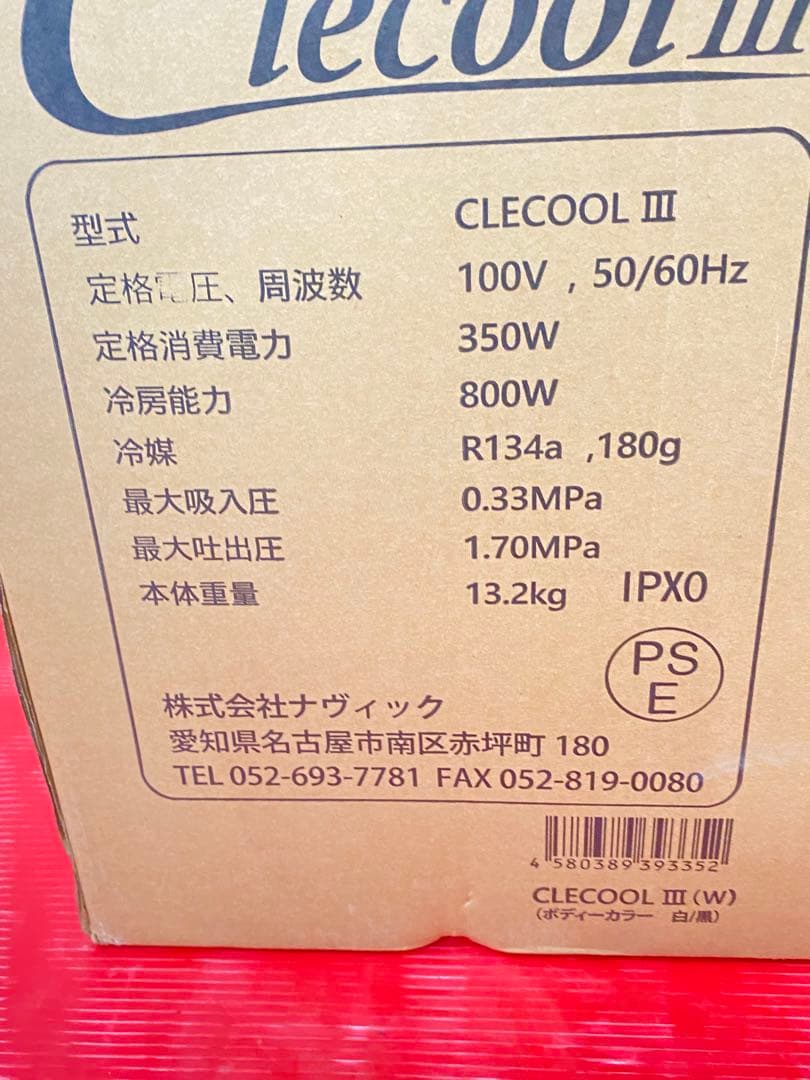 Clecool III
型式 CLECOOL III
定格電圧、周波数 100V , 50/60Hz
定格消費電力 350W
冷房能力 800W
冷媒 R134a ,180g
最大吸入圧 0.33MPa
最大吐出圧 1.70MPa
本体重量 13.2kg IPX0
PS
E
株式会社ナヴィック
愛知県名古屋市南区赤坪町 180
TEL 052-693-7781 FAX 052-819-0080
4 580389 393352
CLECOOL III (W)
(ボディーカラー 白/黒)